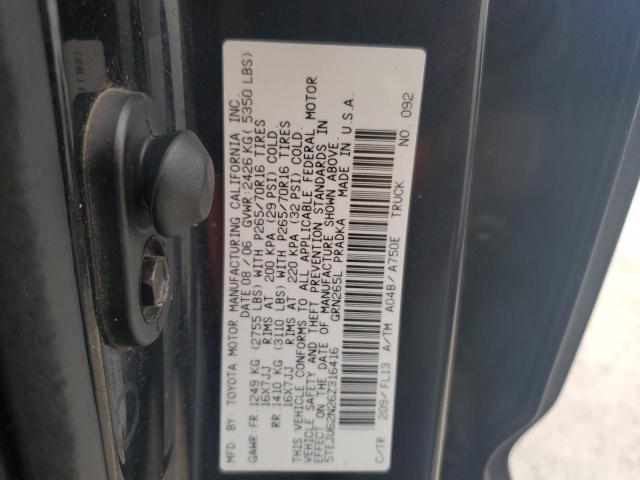 MFD. BY: TOYOTA MOTOR MANUFACTURING CALIFORNIA INC.
DATE: 08 / 06 GVWR: 2426 KG ( 5350 LBS)
GAWR: FR. 1249 KG (2755 LBS) WITH P265/70R16 TIRES
16X7JJ RIMS AT 200 KPA (29 PSI) COLD.
RR. 1410 KG (3110 LBS) WITH P265/70R16 TIRES
16X7JJ RIMS AT 220 KPA (32 PSI) COLD.
THIS VEHICLE CONFORMS TO ALL APPLICABLE FEDERAL MOTOR
VEHICLE SAFETY AND THEFT PREVENTION STANDARDS IN
EFFECT ON THE DATE OF MANUFACTURE SHOWN ABOVE.
5TEJU62N26Z316416 GRN265L PRADKA MADE IN U.S.A.
C/TR 209/FL13 A/TM A04B/A750E TRUCK NO. 092